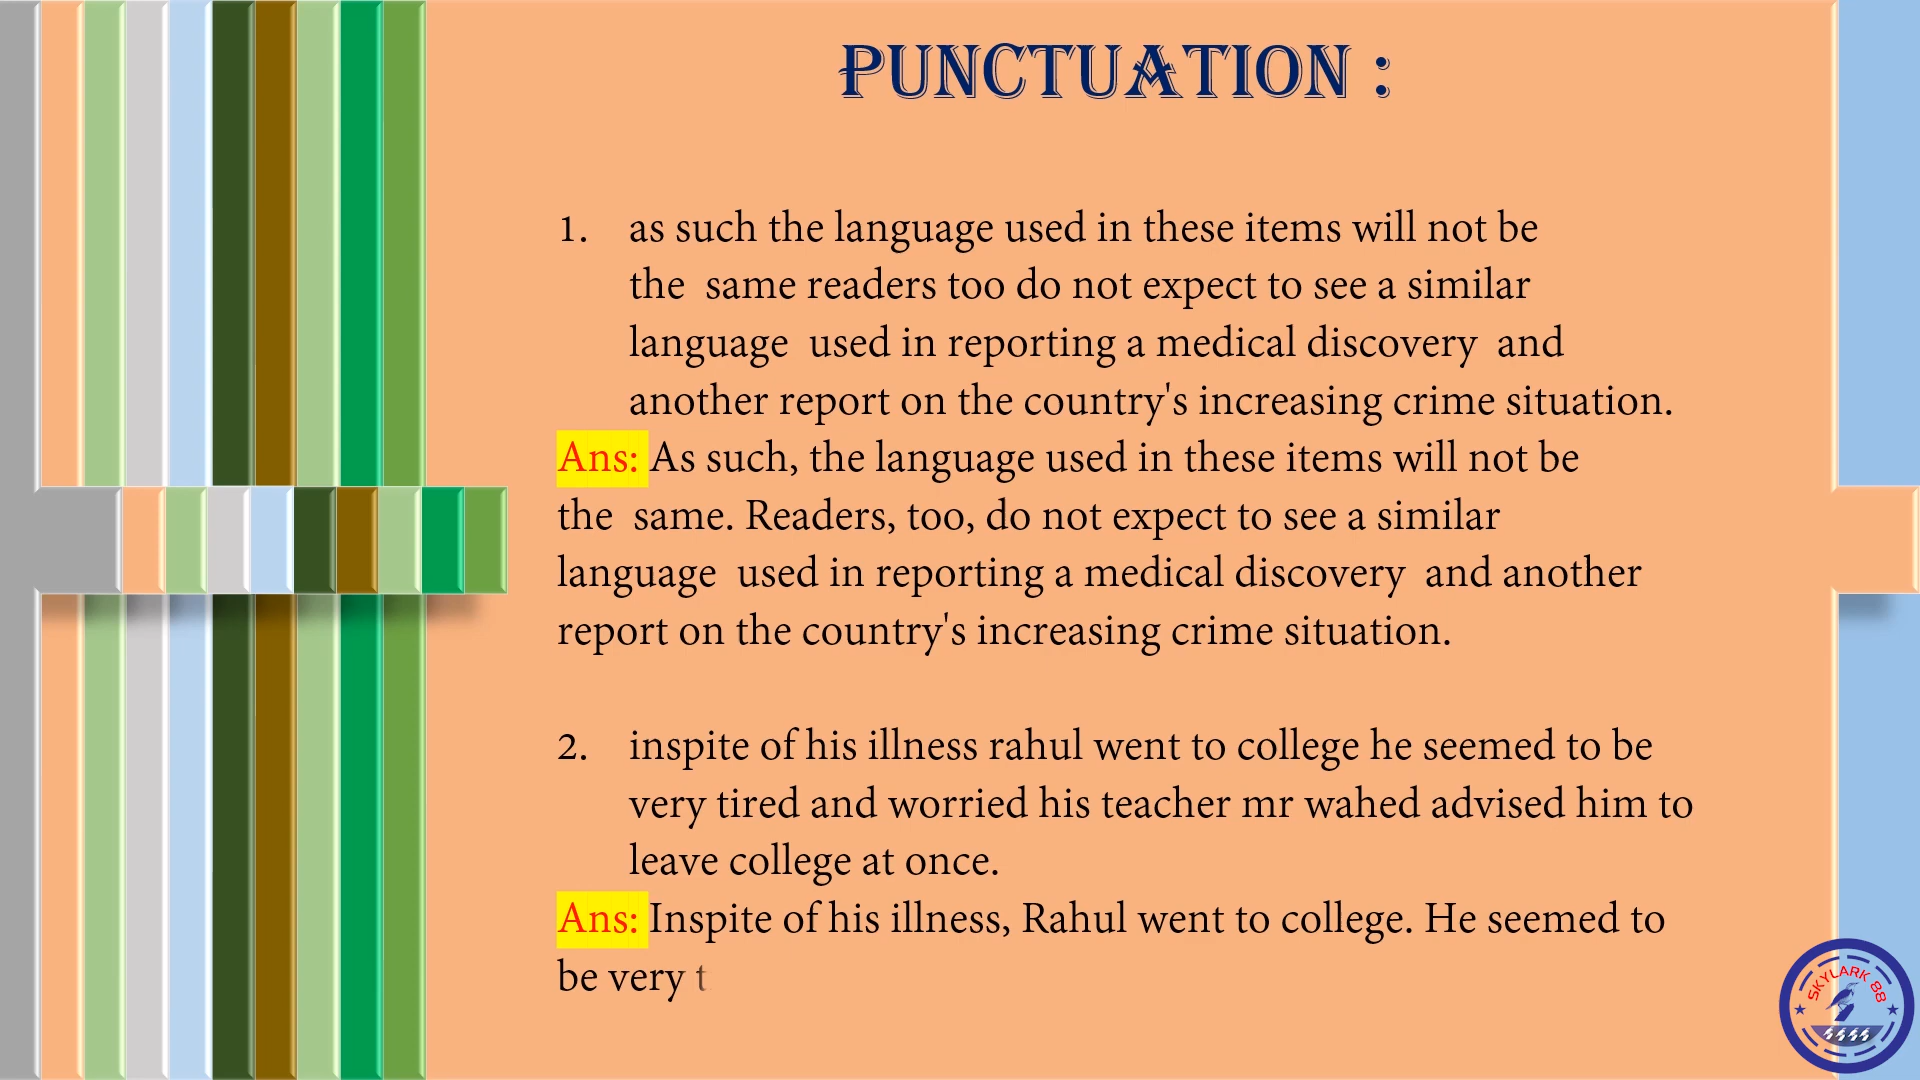 PUNCTUATION :
1. as such the language used in these items will not be
the same readers too do not expect to see a similar
language used in reporting a medical discovery and
another report on the country's increasing crime situation.
Ans: As such, the language used in these items will not be
the same. Readers, too, do not expect to see a similar
language used in reporting a medical discovery and another
report on the country's increasing crime situation.
2. inspite of his illness rahul went to college he seemed to be
very tired and worried his teacher mr wahed advised him to
leave college at once.
Ans: Inspite of his illness, Rahul went to college. He seemed to
be very t
SKYLARK 88